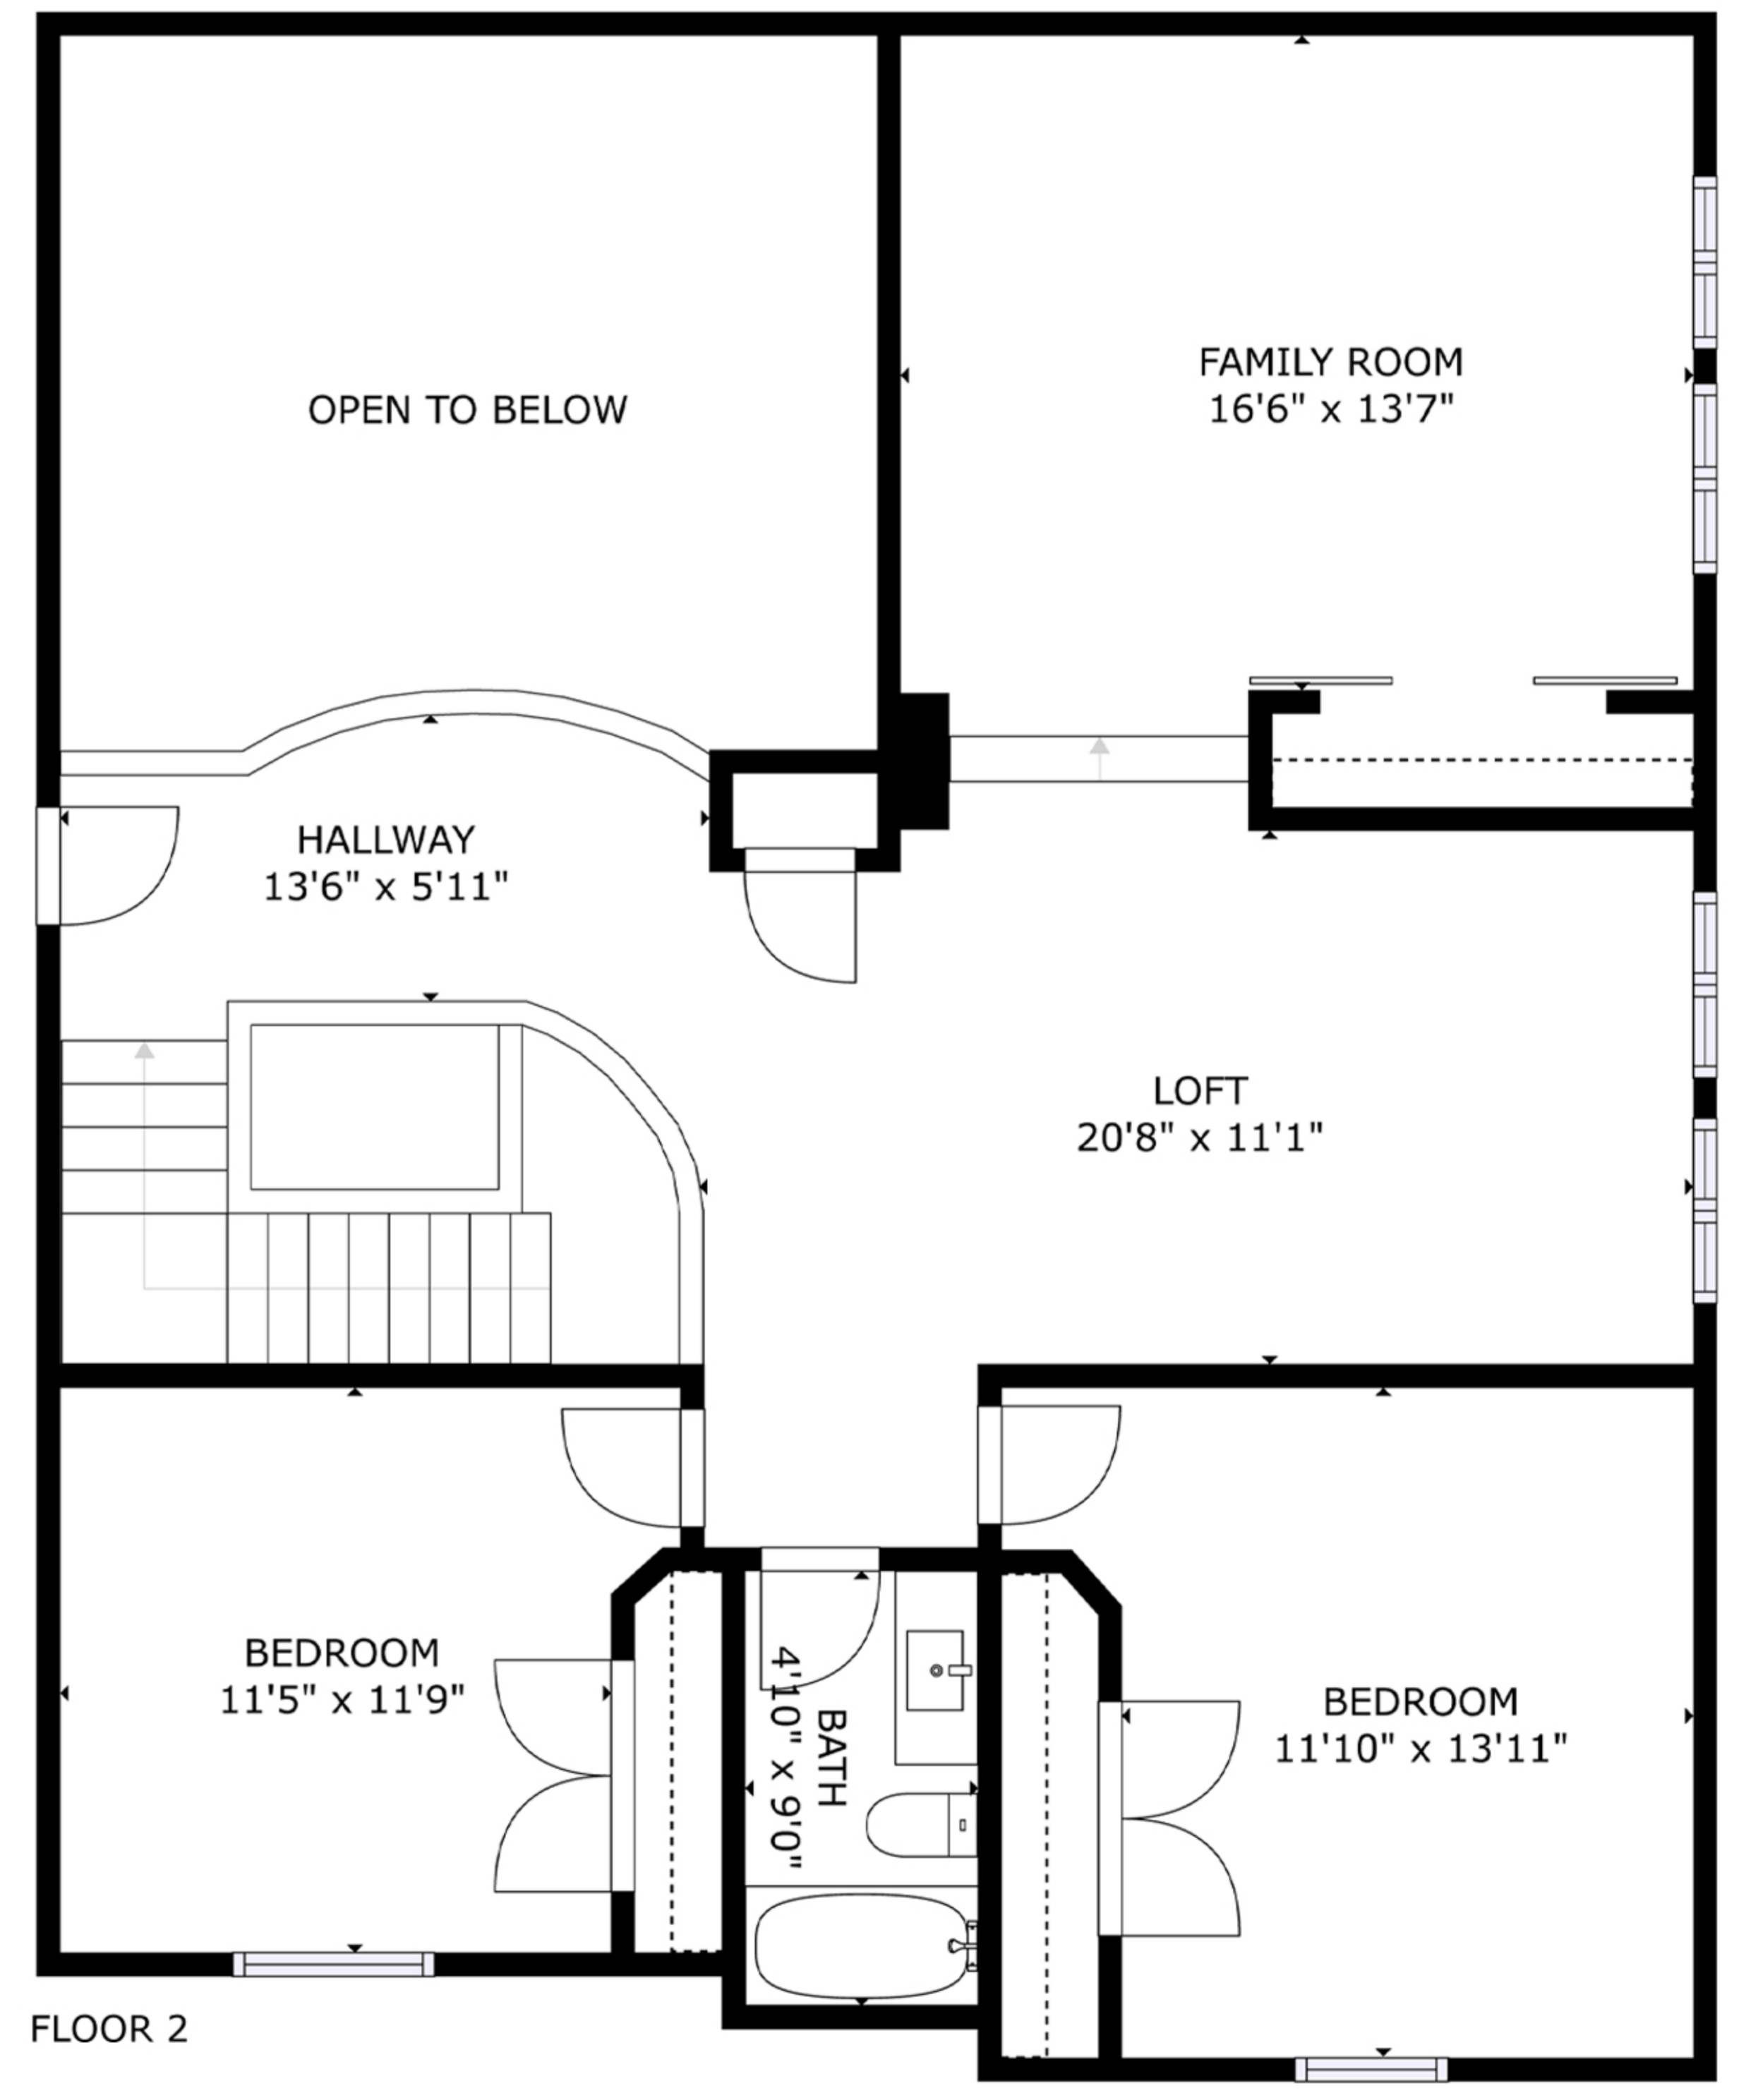 OPEN TO BELOW
FAMILY ROOM
16'6" x 13'7"
HALLWAY
13'6" x 5'11"
LOFT
20'8" x 11'1"
BEDROOM
11'5" x 11'9"
BATH
4'10" x 9'0"
BEDROOM
11'10" x 13'11"
FLOOR 2